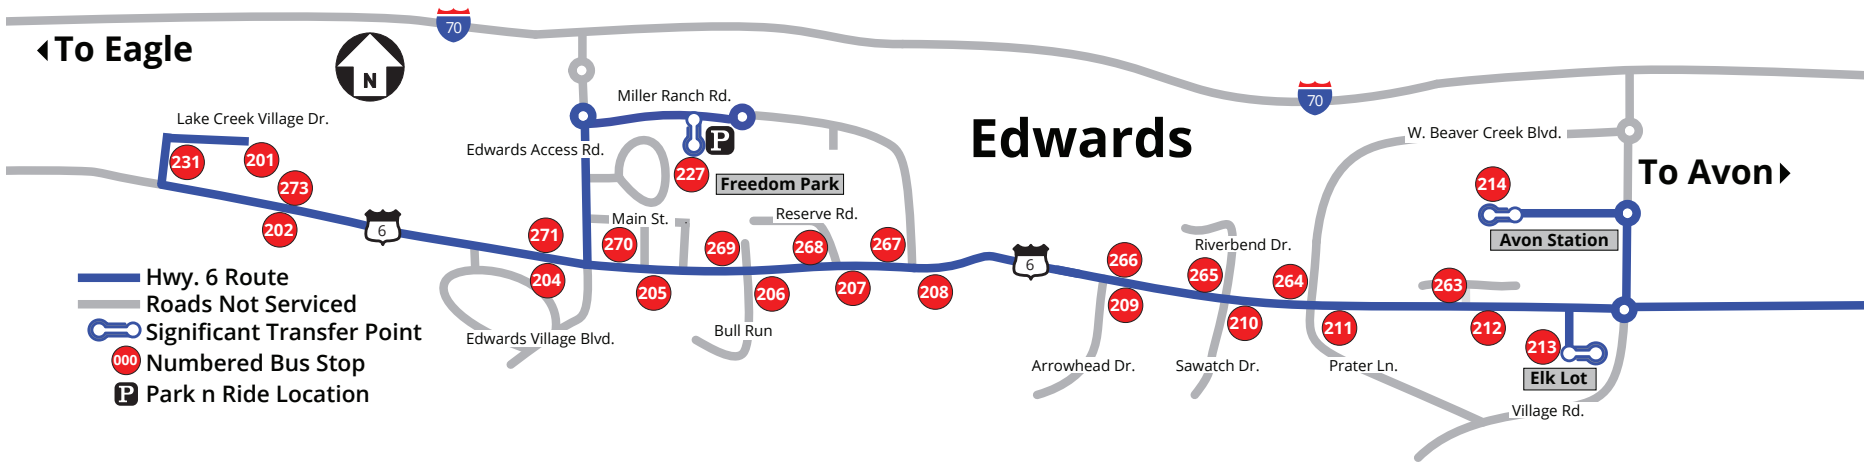 70
To Eagle
N
Lake Creek Village Dr.
231
201
273
202
6
Miller Ranch Rd.
P
Edwards Access Rd.
227
Freedom Park
Edwards
70
W. Beaver Creek Blvd.
To Avon
214
Avon Station
Main St.
Reserve Rd.
271
270
269
268
267
204
205
206
207
208
Edwards Village Blvd.
Bull Run
6
266
209
Riverbend Dr.
265
264
210
211
263
212
213
Elk Lot
Arrowhead Dr.
Sawatch Dr.
Prater Ln.
Village Rd.
Hwy. 6 Route
Roads Not Serviced
Significant Transfer Point
000 Numbered Bus Stop
P Park n Ride Location